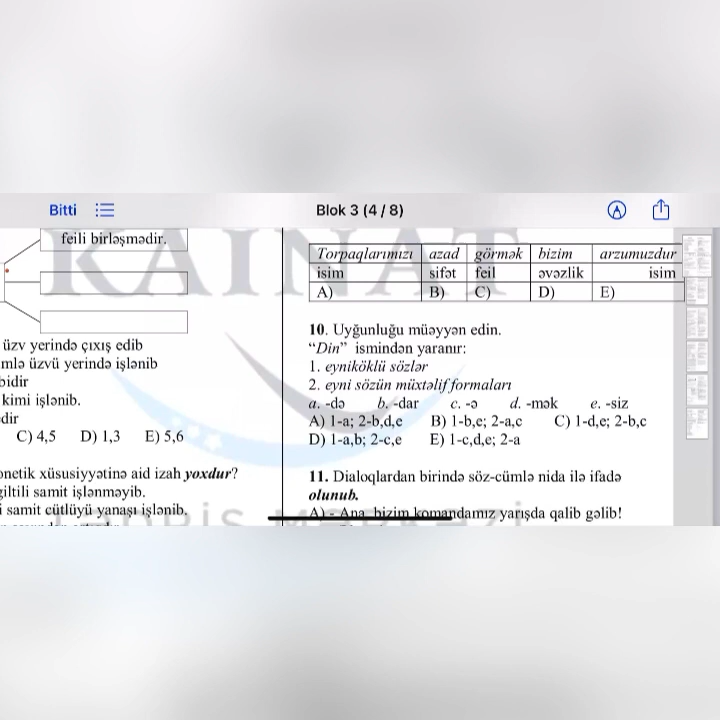 Bitti
Blok 3 (4 / 8)
KAINAT
feili birləşmədir.
üzv yerində çıxış edib
mlə üzvü yerində işlənib
bidir
kimi işlənib.
dir
C) 4,5 D) 1,3 E) 5,6
onetik xüsusiyyətinə aid izah yoxdur?
giltili samit işlənməyib.
i samit cütlüyü yanaşı işlənib.
Torpaqlarımızı azad görmək bizim arzumuzdur
isim sifət feil əvəzlik isim
A) B) C) D) E)
10. Uyğunluğu müəyyən edin.
“Din” ismindən yaranır:
1. eyniköklü sözlər
2. eyni sözün müxtəlif formaları
a. -də b. -dar c. -ə d. -mək e. -siz
A) 1-a; 2-b,d,e B) 1-b,e; 2-a,c C) 1-d,e; 2-b,c
D) 1-a,b; 2-c,e E) 1-c,d,e; 2-a
11. Dialoqlardan birində söz-cümlə nida ilə ifadə
olunub.
A) - Ana, bizim komandamız yarışda qalib gəlib!